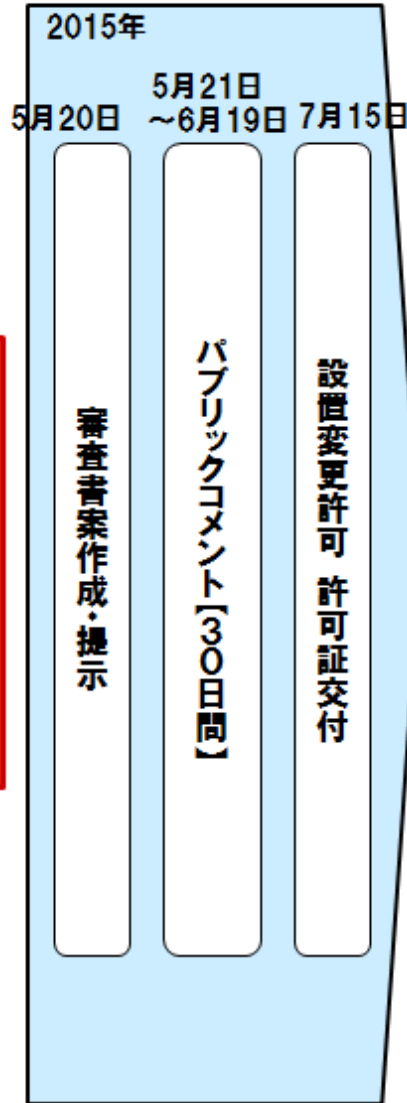 2015年
5月20日
5月21日
～6月19日
7月15日
審査書案作成・提示
パブリックコメント【30日間】
設置変更許可 許可証交付